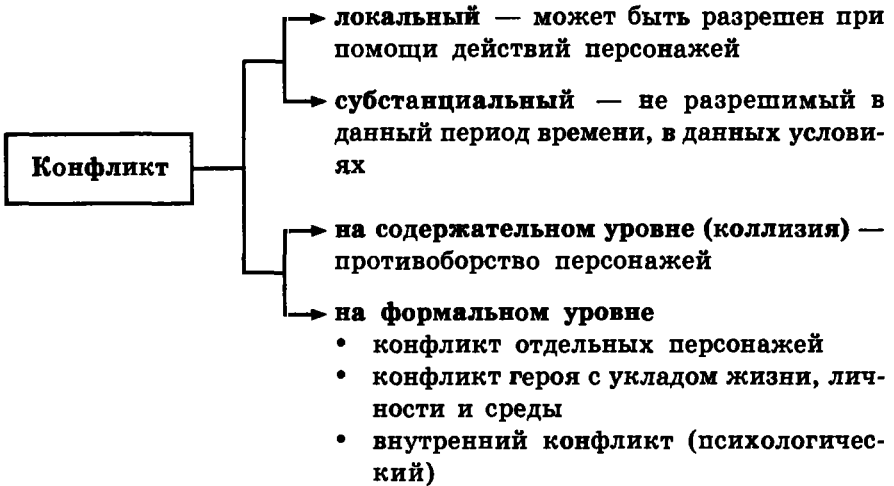 локальный — может быть разрешен при
помощи действий персонажей
субстанциальный — не разрешимый в
данный период времени, в данных услови-
ях
Конфликт
на содержательном уровне (коллизия) —
противоборство персонажей
на формальном уровне
• конфликт отдельных персонажей
• конфликт героя с укладом жизни, лич-
ности и среды
• внутренний конфликт (психологичес-
кий)